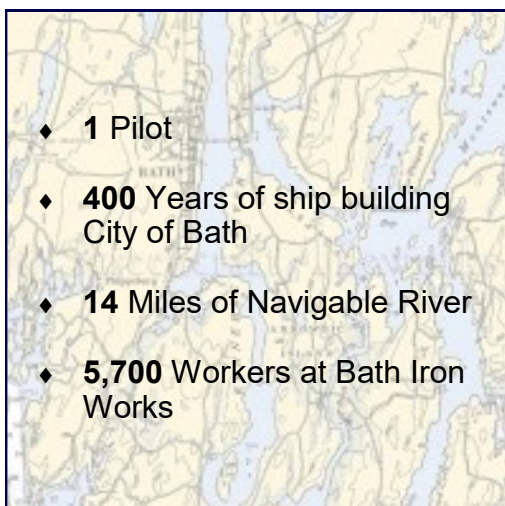 ♦ 1 Pilot
♦ 400 Years of ship building
City of Bath
♦ 14 Miles of Navigable River
♦ 5,700 Workers at Bath Iron
Works
BATH